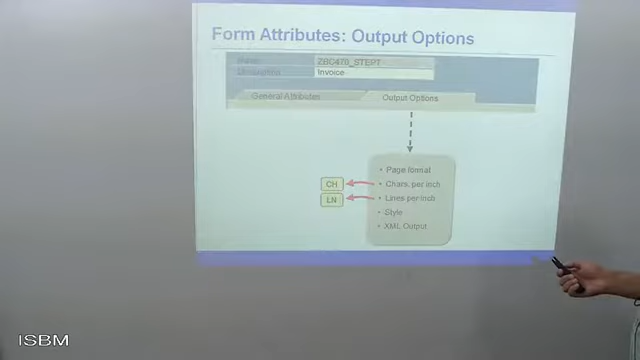 Form Attributes: Output Options
ZBC470_STEPT
Description Invoice
General Attributes Output Options
Page format
CH Chars. per inch
LN Lines per inch
Style
XML Output
ISBM